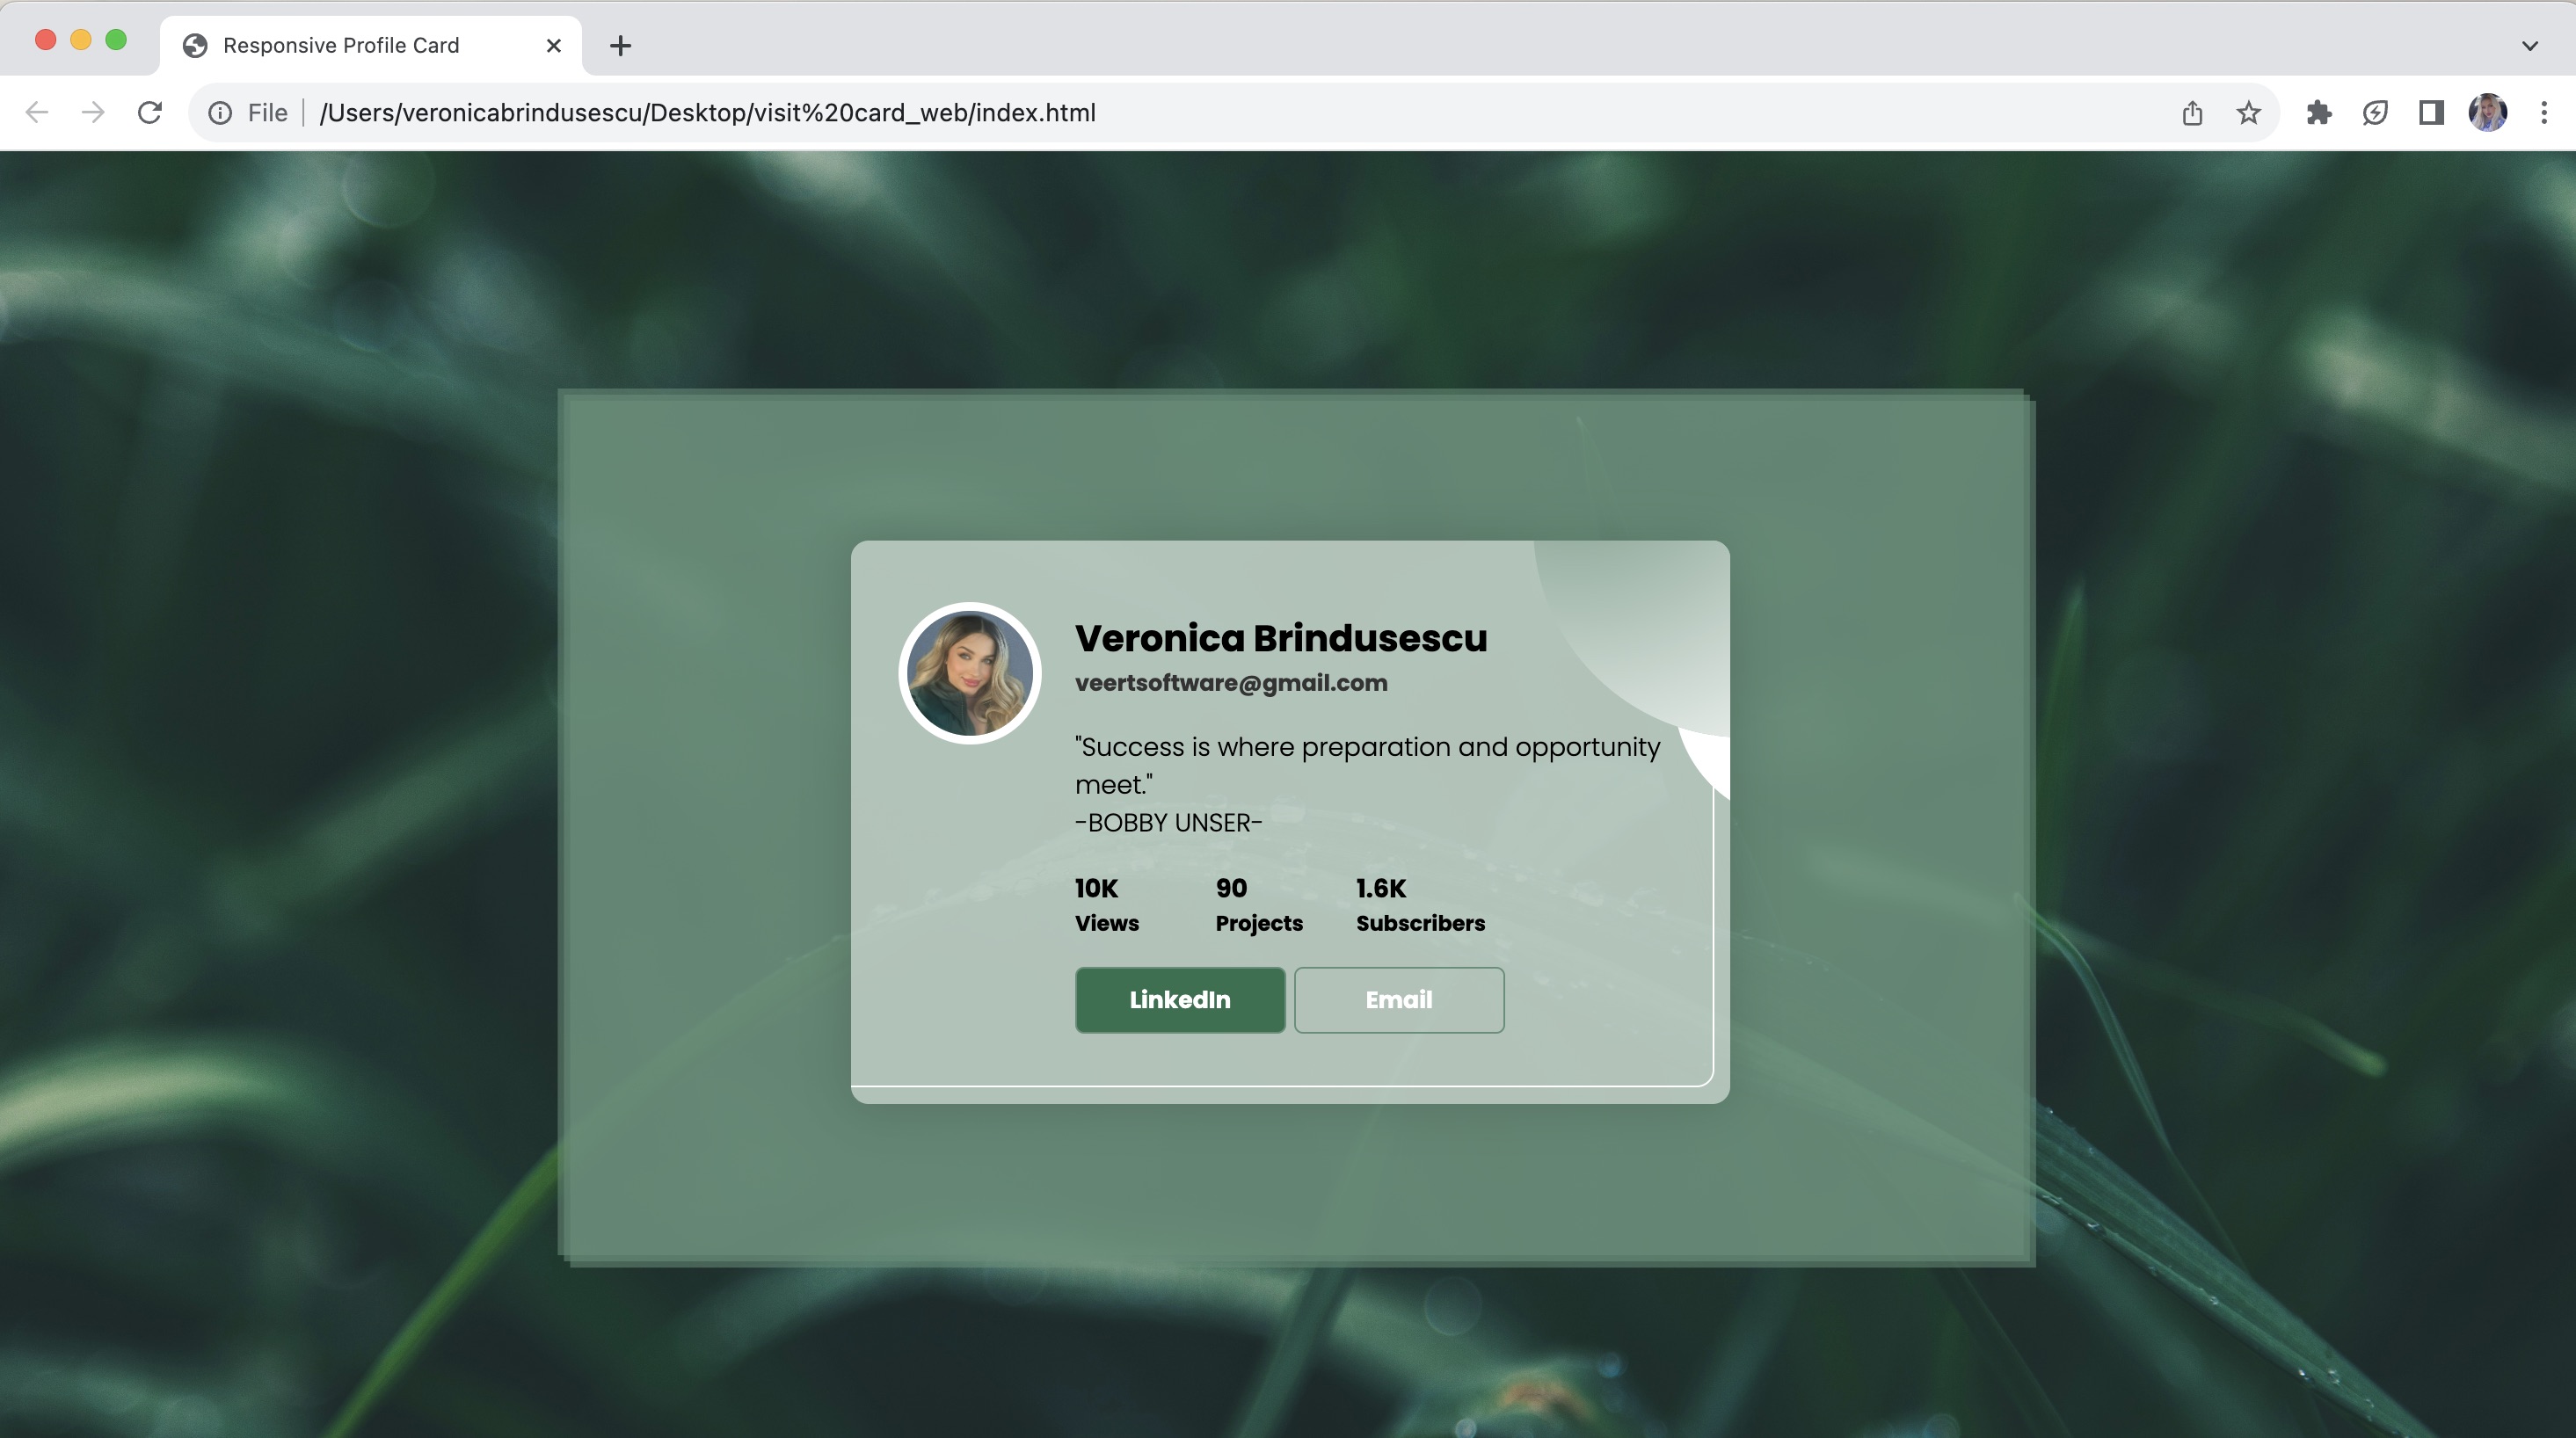 Responsive Profile Card
File /Users/veronicabrindusescu/Desktop/visit%20card_web/index.html
Veronica Brindusescu
veertsoftware@gmail.com
"Success is where preparation and opportunity
meet."
-BOBBY UNSER-
10K 90 1.6K
Views Projects Subscribers
LinkedIn Email